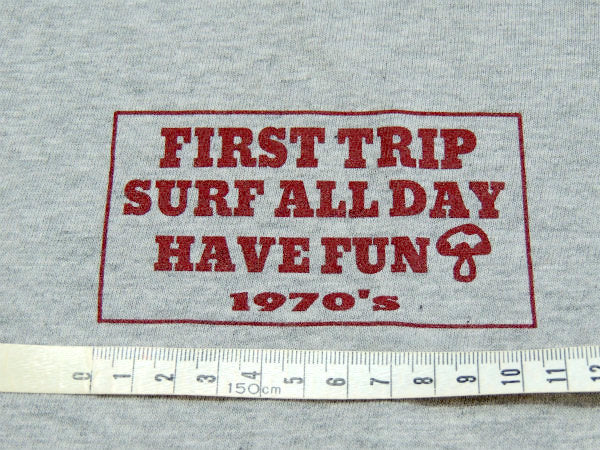 FIRST TRIP
SURF ALL DAY
HAVE FUN
1970's
0 1 2 3 4 5 6 7 8 9 10 11 12
150cm